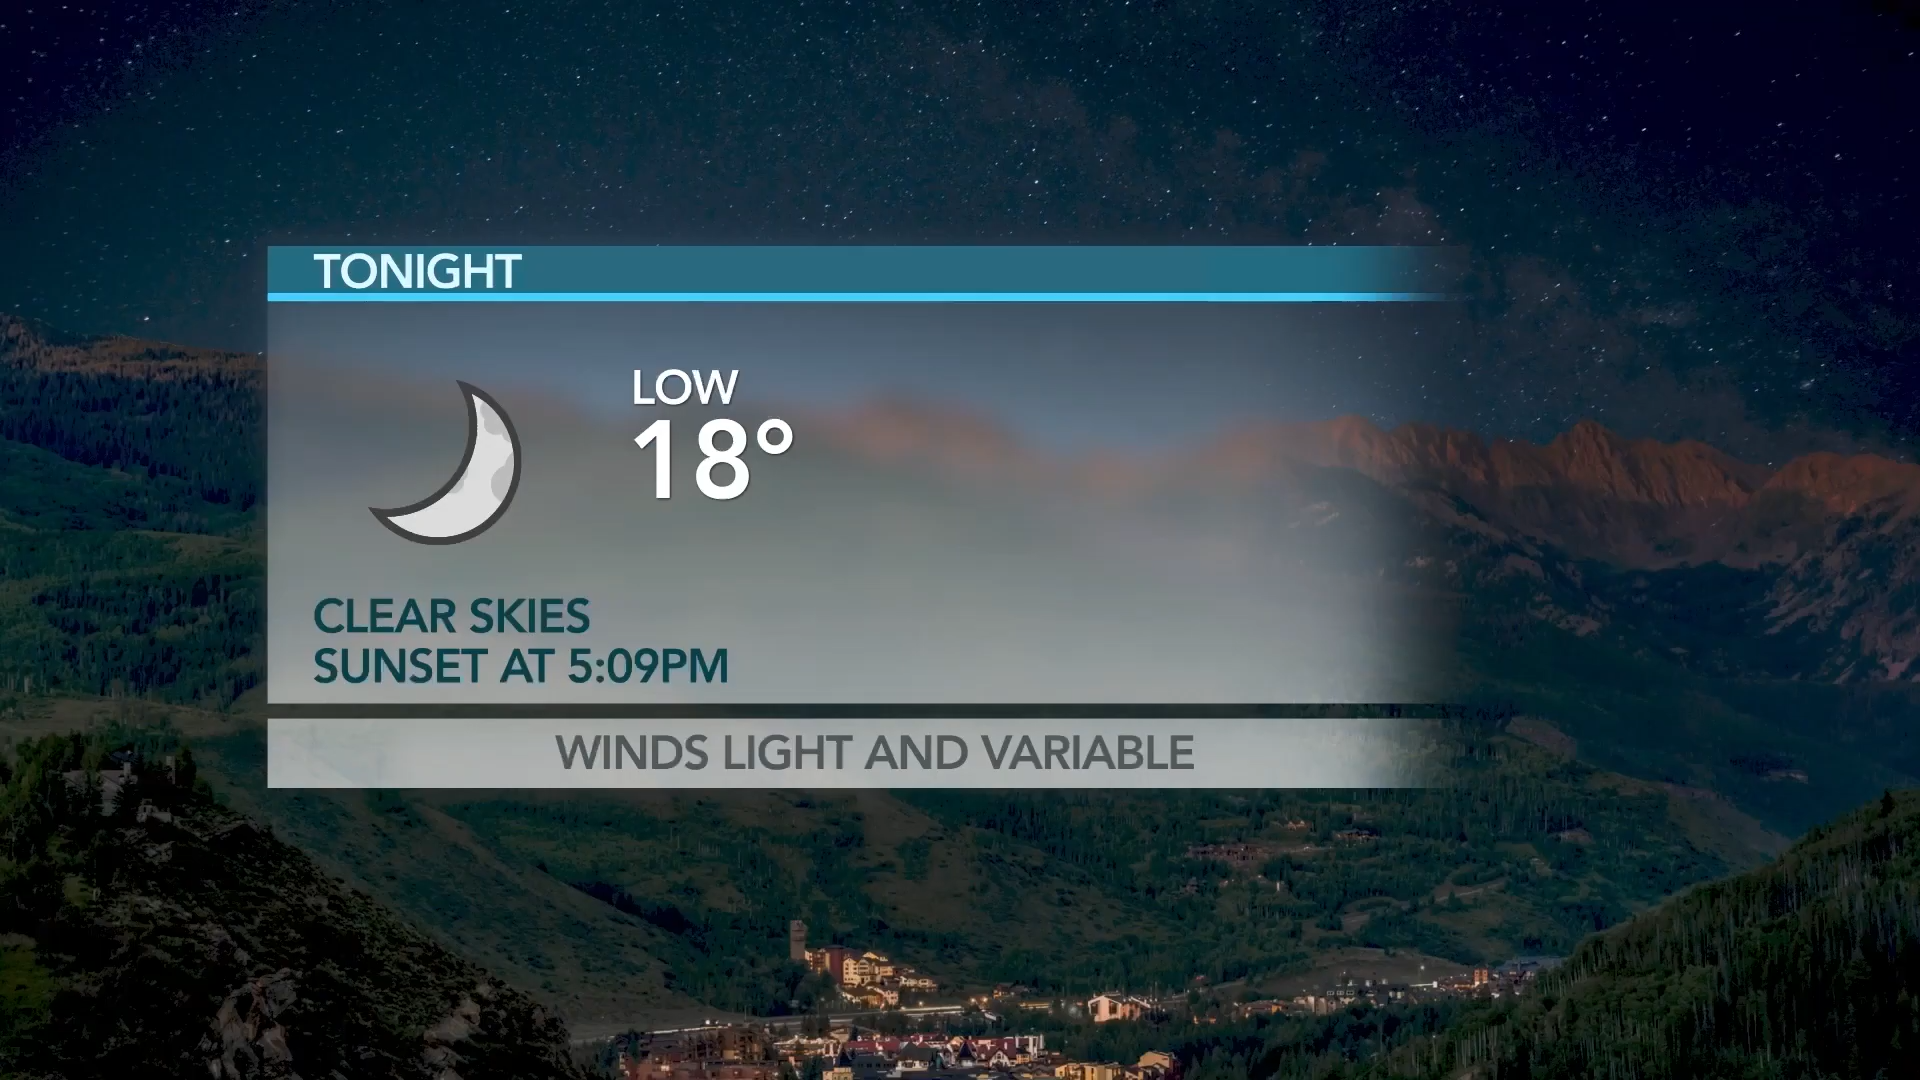 TONIGHT
LOW
18°
CLEAR SKIES
SUNSET AT 5:09PM
WINDS LIGHT AND VARIABLE